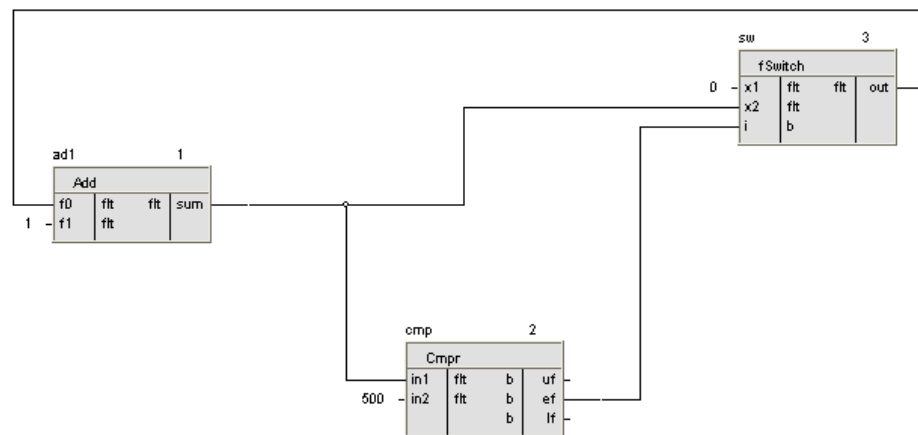 sw 3
fSwitch
0 x1 flt flt out
x2 flt
i b
ad1 1
Add
f0 flt flt sum
1 f1 flt
cmp 2
Cmpr
in1 flt b uf
500 in2 flt b ef
b lf